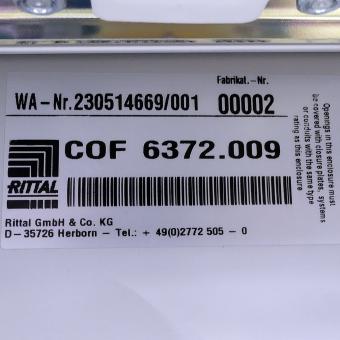 Fabrikat.-Nr.
WA-Nr.230514669/001 00002
COF 6372.009
RITTAL
Rittal GmbH & Co. KG
D-35726 Herborn - Tel.: + 49(0)2772 505 - 0
Openings in this enclosure must
be covered with closure plates, systems
or conduits with the same type
rating as this enclosure